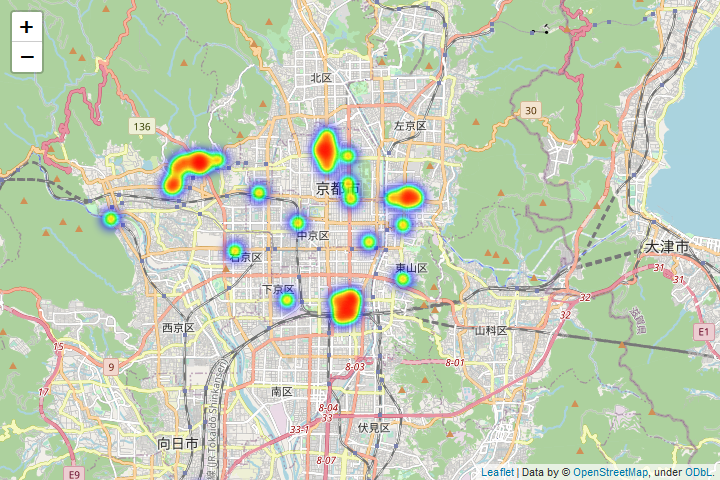 +
−
北区
136
30
左京区
京都市
中京区
右京区
大津市
東山区
31
31
下京区
32
滋賀県
西京区
32
山科区
E1
15
9
8-03
8-01
(JR Tokaido Shinkansen)
17
南区
8-04
33
33-1
伏見区
向日市
8-07
E9
Leaflet | Data by © OpenStreetMap, under ODbL.